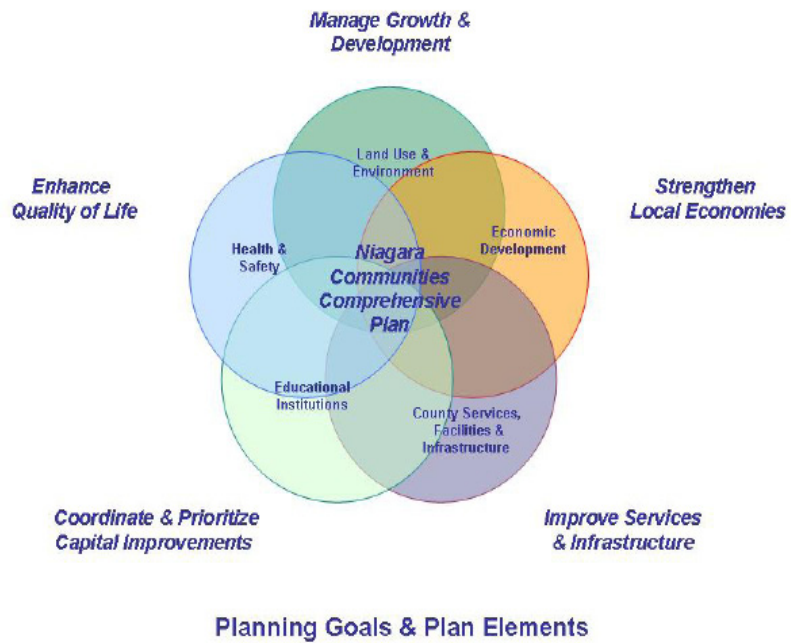 Manage Growth &
Development
Land Use &
Environment
Enhance
Quality of Life
Strengthen
Local Economies
Economic
Development
Health &
Safety
Niagara
Communities
Comprehensive
Plan
Educational
Institutions
County Services,
Facilities &
Infrastructure
Coordinate & Prioritize
Capital Improvements
Improve Services
& Infrastructure
Planning Goals & Plan Elements